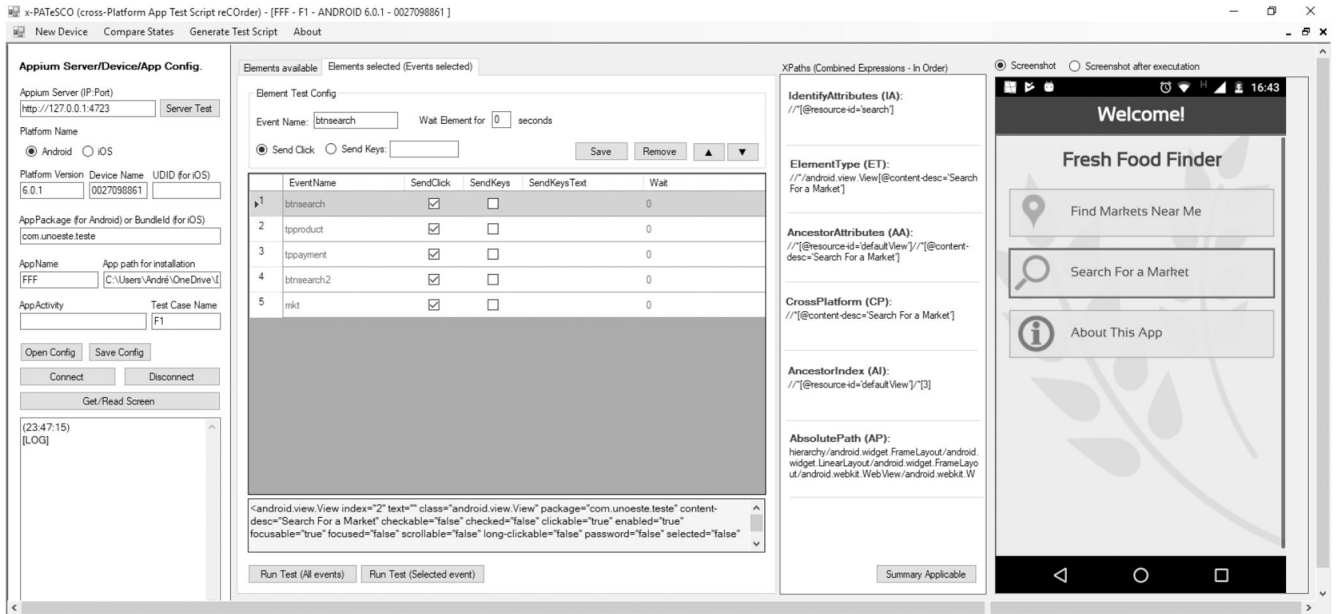 x-PATeSCO (cross-Platform App Test Script reCOrder) - [FFF - F1 - ANDROID 6.0.1 - 0027098861 ]
New Device Compare States Generate Test Script About
Appium Server/Device/App Config.
Appium Server (IP:Port)
http://127.0.0.1:4723 Server Test
Platform Name
Android iOS
Platform Version Device Name UDID (for iOS)
6.0.1 0027098861
AppPackage (for Android) or BundleId (for iOS)
com.unoeste.teste
AppName App path for installation
FFF C:\Users\André\OneDrive\
AppActivity Test Case Name
F1
Open Config Save Config
Connect Disconnect
Get/Read Screen
(23:47:15)
[LOG]
Elements available Elements selected (Events selected)
Element Test Config
Event Name: btnsearch Wait Element for 0 seconds
Send Click Send Keys: Save Remove ▲ ▼
EventName SendClick SendKeys SendKeysText Wait
1 btnsearch 0
2 tpproduct 0
3 tppayment 0
4 btnsearch2 0
5 mkt 0
<android.view.View index="2" text="" class="android.view.View" package="com.unoeste.teste" content-
desc="Search For a Market" checkable="false" checked="false" clickable="true" enabled="true"
focusable="true" focused="false" scrollable="false" long-clickable="false" password="false" selected="false"
Run Test (All events) Run Test (Selected event)
XPaths (Combined Expressions - In Order)
IdentifyAttributes (IA):
//*[@resource-id='search']
ElementType (ET):
//*/android.view.View[@content-desc='Search
For a Market']
AncestorAttributes (AA):
//*[@resource-id='defaultView']//*[@content-
desc='Search For a Market']
CrossPlatform (CP):
//*[@content-desc='Search For a Market']
AncestorIndex (AI):
//*[@resource-id='defaultView']/*[3]
AbsolutePath (AP):
hierarchy/android.widget.FrameLayout/android.
widget.LinearLayout/android.widget.FrameLayo
ut/android.webkit.WebView/android.webkit.W
Summary Applicable
Screenshot Screenshot after executation
H 16:43
Welcome!
Fresh Food Finder
Find Markets Near Me
Search For a Market
About This App